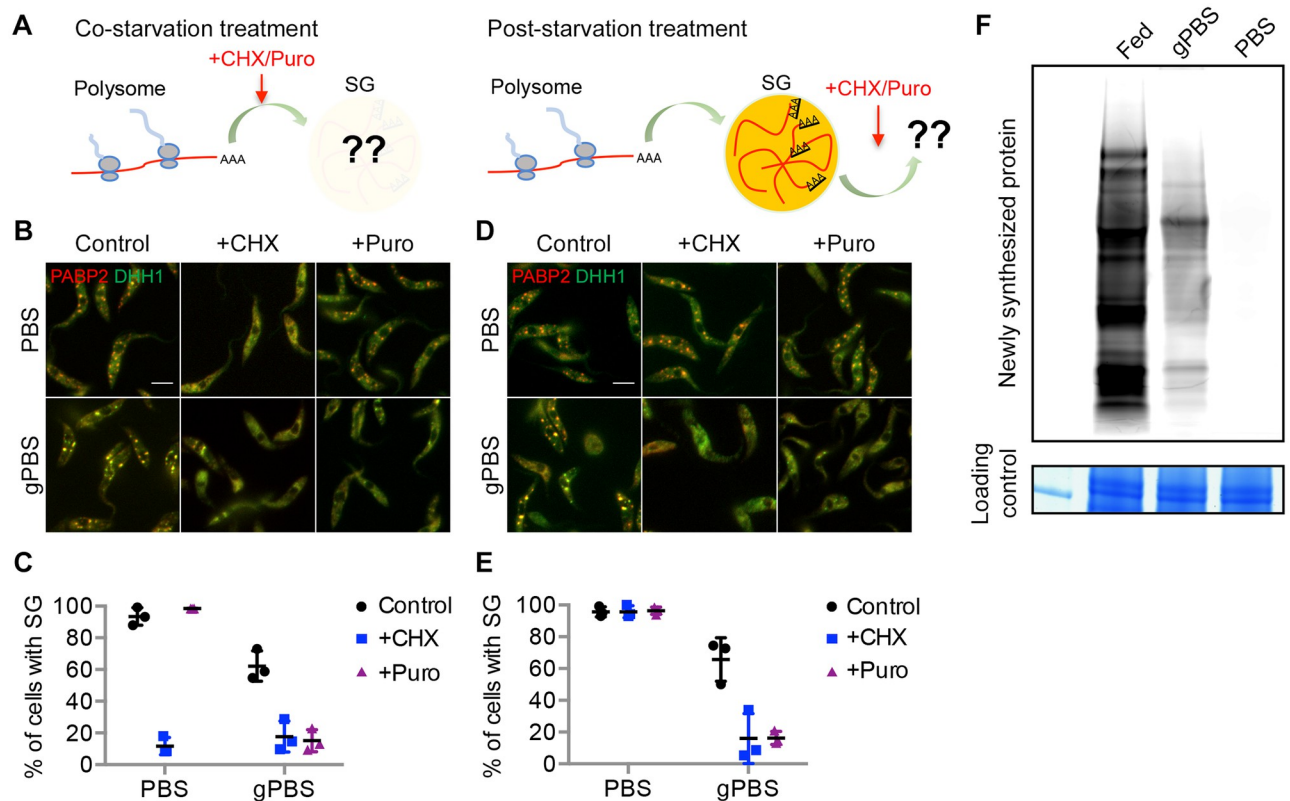 A
Co-starvation treatment
+CHX/Puro
Polysome
SG
AAA
??
Post-starvation treatment
Polysome
SG
+CHX/Puro
AAA
AAA
AAA
AAA
AAA
??
B
Control
+CHX
+Puro
PABP2 DHH1
PBS
gPBS
C
% of cells with SG
100
80
60
40
20
0
PBS
gPBS
Control
+CHX
+Puro
D
Control
+CHX
+Puro
PABP2 DHH1
PBS
gPBS
E
% of cells with SG
100
80
60
40
20
0
PBS
gPBS
Control
+CHX
+Puro
F
Fed
gPBS
PBS
Newly synthesized protein
Loading
control